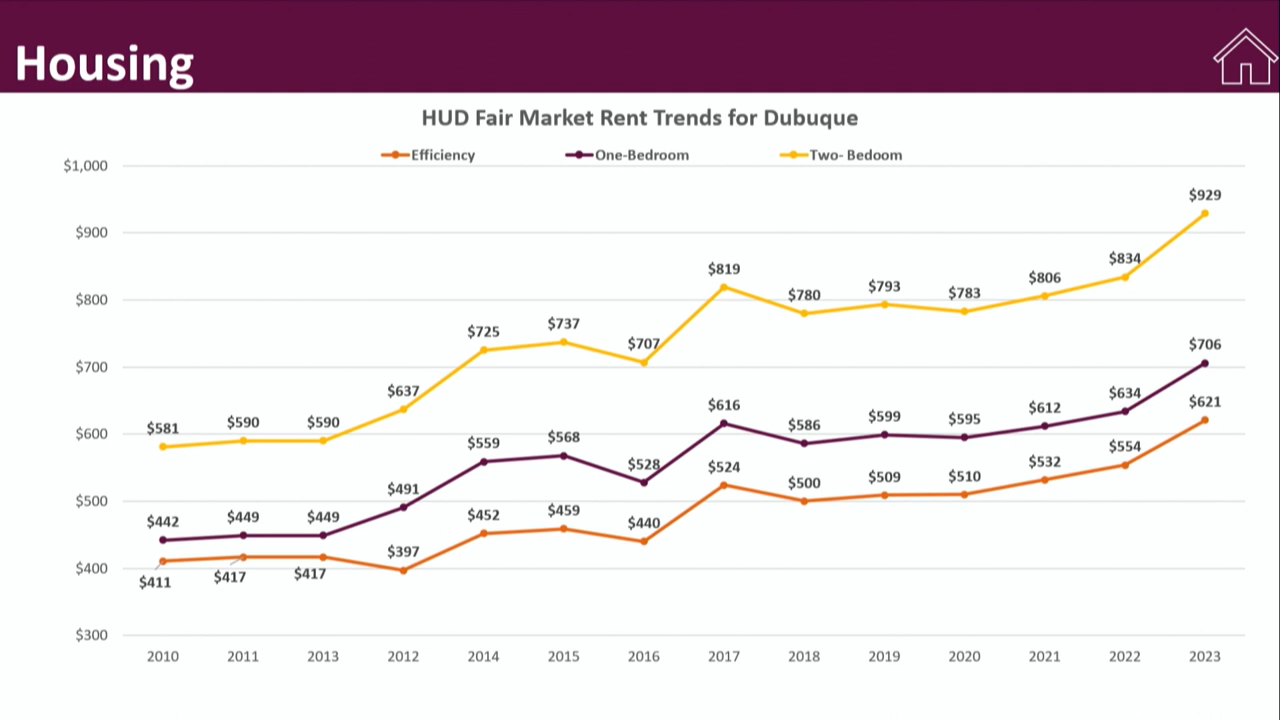 Housing
HUD Fair Market Rent Trends for Dubuque
Efficiency One-Bedroom Two- Bedoom
$1,000
$900
$800
$700
$600
$500
$400
$300
$581 $590 $590 $637 $725 $737 $707 $819 $780 $793 $783 $806 $834 $929
$442 $449 $449 $491 $559 $568 $528 $616 $586 $599 $595 $612 $634 $706
$411 $417 $417 $397 $452 $459 $440 $524 $500 $509 $510 $532 $554 $621
2010 2011 2013 2012 2014 2015 2016 2017 2018 2019 2020 2021 2022 2023